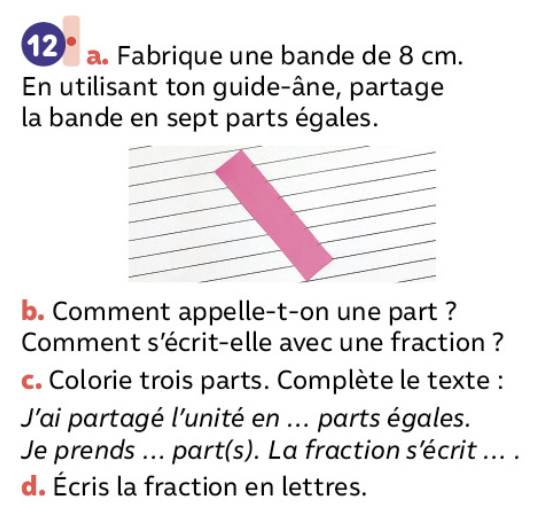 12 a. Fabrique une bande de 8 cm.
En utilisant ton guide-âne, partage
la bande en sept parts égales.
b. Comment appelle-t-on une part ?
Comment s’écrit-elle avec une fraction ?
c. Colorie trois parts. Complète le texte :
J’ai partagé l’unité en ... parts égales.
Je prends ... part(s). La fraction s’écrit ... .
d. Écris la fraction en lettres.